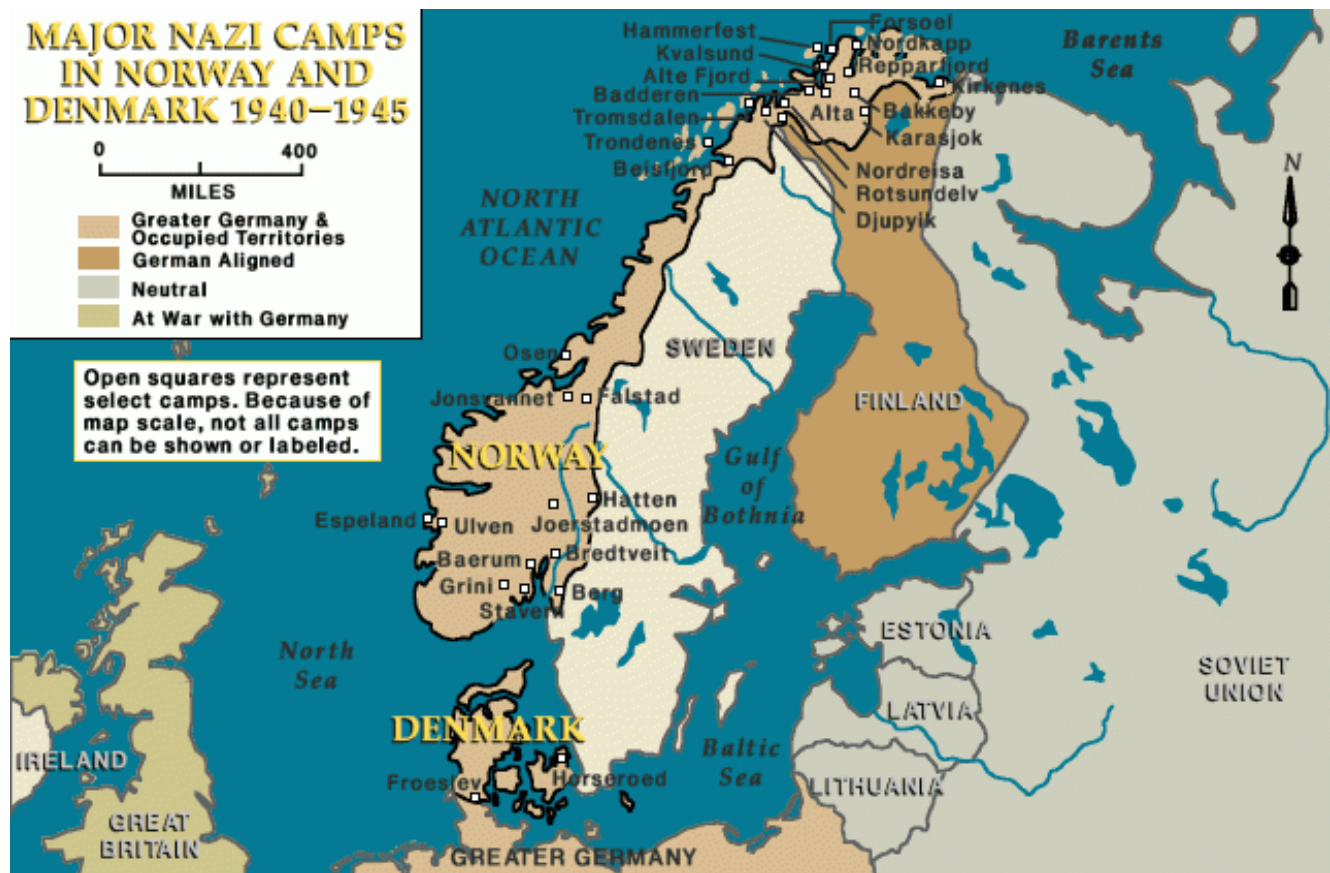 MAJOR NAZI CAMPS
IN NORWAY AND
DENMARK 1940–1945
0 400
MILES
Greater Germany &
Occupied Territories
German Aligned
Neutral
At War with Germany
Open squares represent
select camps. Because of
map scale, not all camps
can be shown or labeled.
Hammerfest
Forsoel
Kvalsund
Nordkapp
Alte Fjord
Repparfjord
Badderen
Kirkenes
Tromsdalen
Alta
Bakkeby
Trondenes
Karasjok
Beisfjord
Nordreisa
Rotsundelv
Djupyik
Barents
Sea
N
NORTH
ATLANTIC
OCEAN
SWEDEN
FINLAND
Osen
Jonsvannet
Falstad
NORWAY
Gulf
of
Bothnia
Hatten
Espeland
Ulven
Joerstadmoen
Baerum
Bredtveit
Grini
Berg
Stavern
North
Sea
ESTONIA
SOVIET
UNION
LATVIA
DENMARK
Baltic
Sea
IRELAND
Froeslev
Horseroed
LITHUANIA
GREAT
BRITAIN
GREATER GERMANY